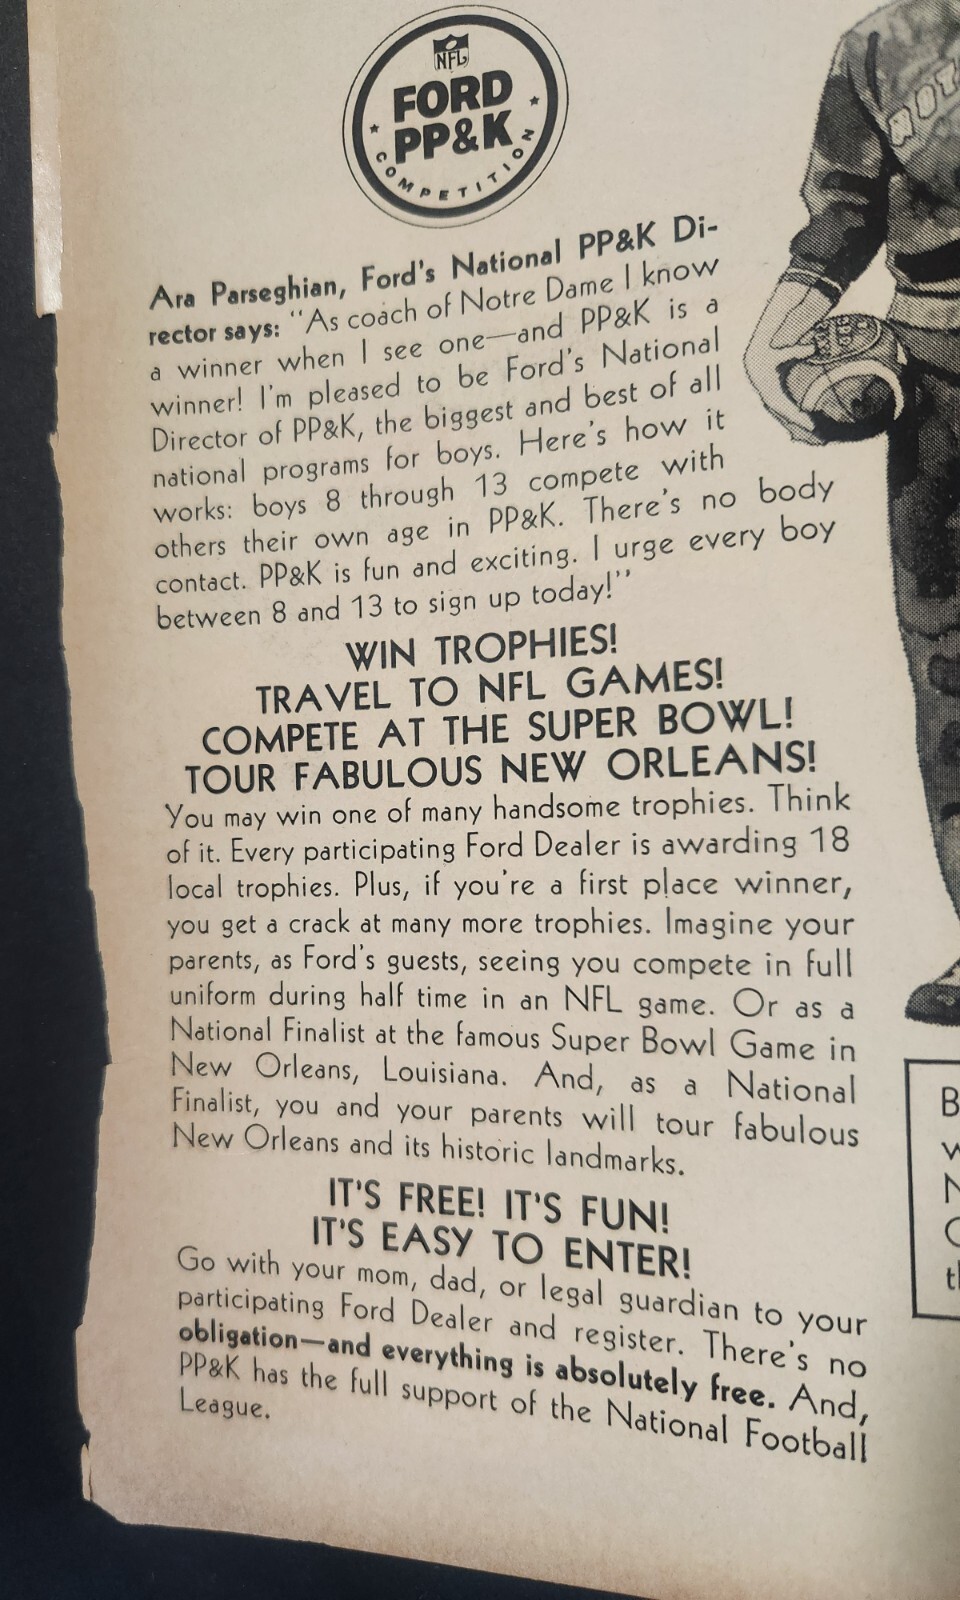 NFL
FORD
PP&K
COMPETITION
Ara Parseghian, Ford's National PP&K Di-
rector says: "As coach of Notre Dame I know
a winner when I see one—and PP&K is a
winner! I'm pleased to be Ford's National
Director of PP&K, the biggest and best of all
national programs for boys. Here's how it
works: boys 8 through 13 compete with
others their own age in PP&K. There's no body
contact. PP&K is fun and exciting. I urge every boy
between 8 and 13 to sign up today!"
WIN TROPHIES!
TRAVEL TO NFL GAMES!
COMPETE AT THE SUPER BOWL!
TOUR FABULOUS NEW ORLEANS!
You may win one of many handsome trophies. Think
of it. Every participating Ford Dealer is awarding 18
local trophies. Plus, if you're a first place winner,
you get a crack at many more trophies. Imagine your
parents, as Ford's guests, seeing you compete in full
uniform during half time in an NFL game. Or as a
National Finalist at the famous Super Bowl Game in
New Orleans, Louisiana. And, as a National
Finalist, you and your parents will tour fabulous
New Orleans and its historic landmarks.
IT'S FREE! IT'S FUN!
IT'S EASY TO ENTER!
Go with your mom, dad, or legal guardian to your
participating Ford Dealer and register. There's no
obligation—and everything is absolutely free. And,
PP&K has the full support of the National Football
League.